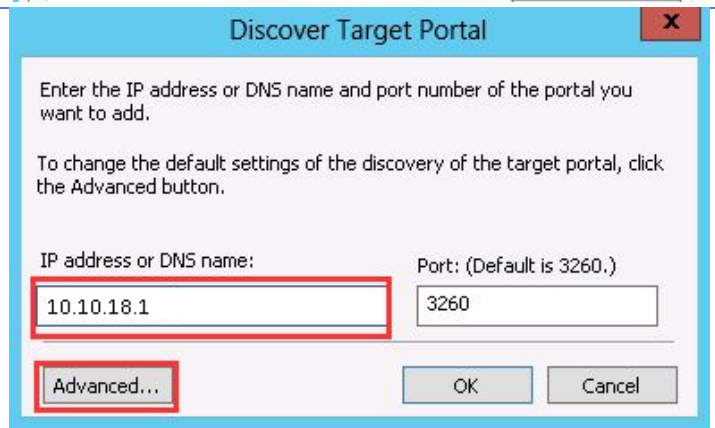 Discover Target Portal
X
Enter the IP address or DNS name and port number of the portal you
want to add.
To change the default settings of the discovery of the target portal, click
the Advanced button.
IP address or DNS name:
Port: (Default is 3260.)
10.10.18.1
3260
Advanced...
OK
Cancel